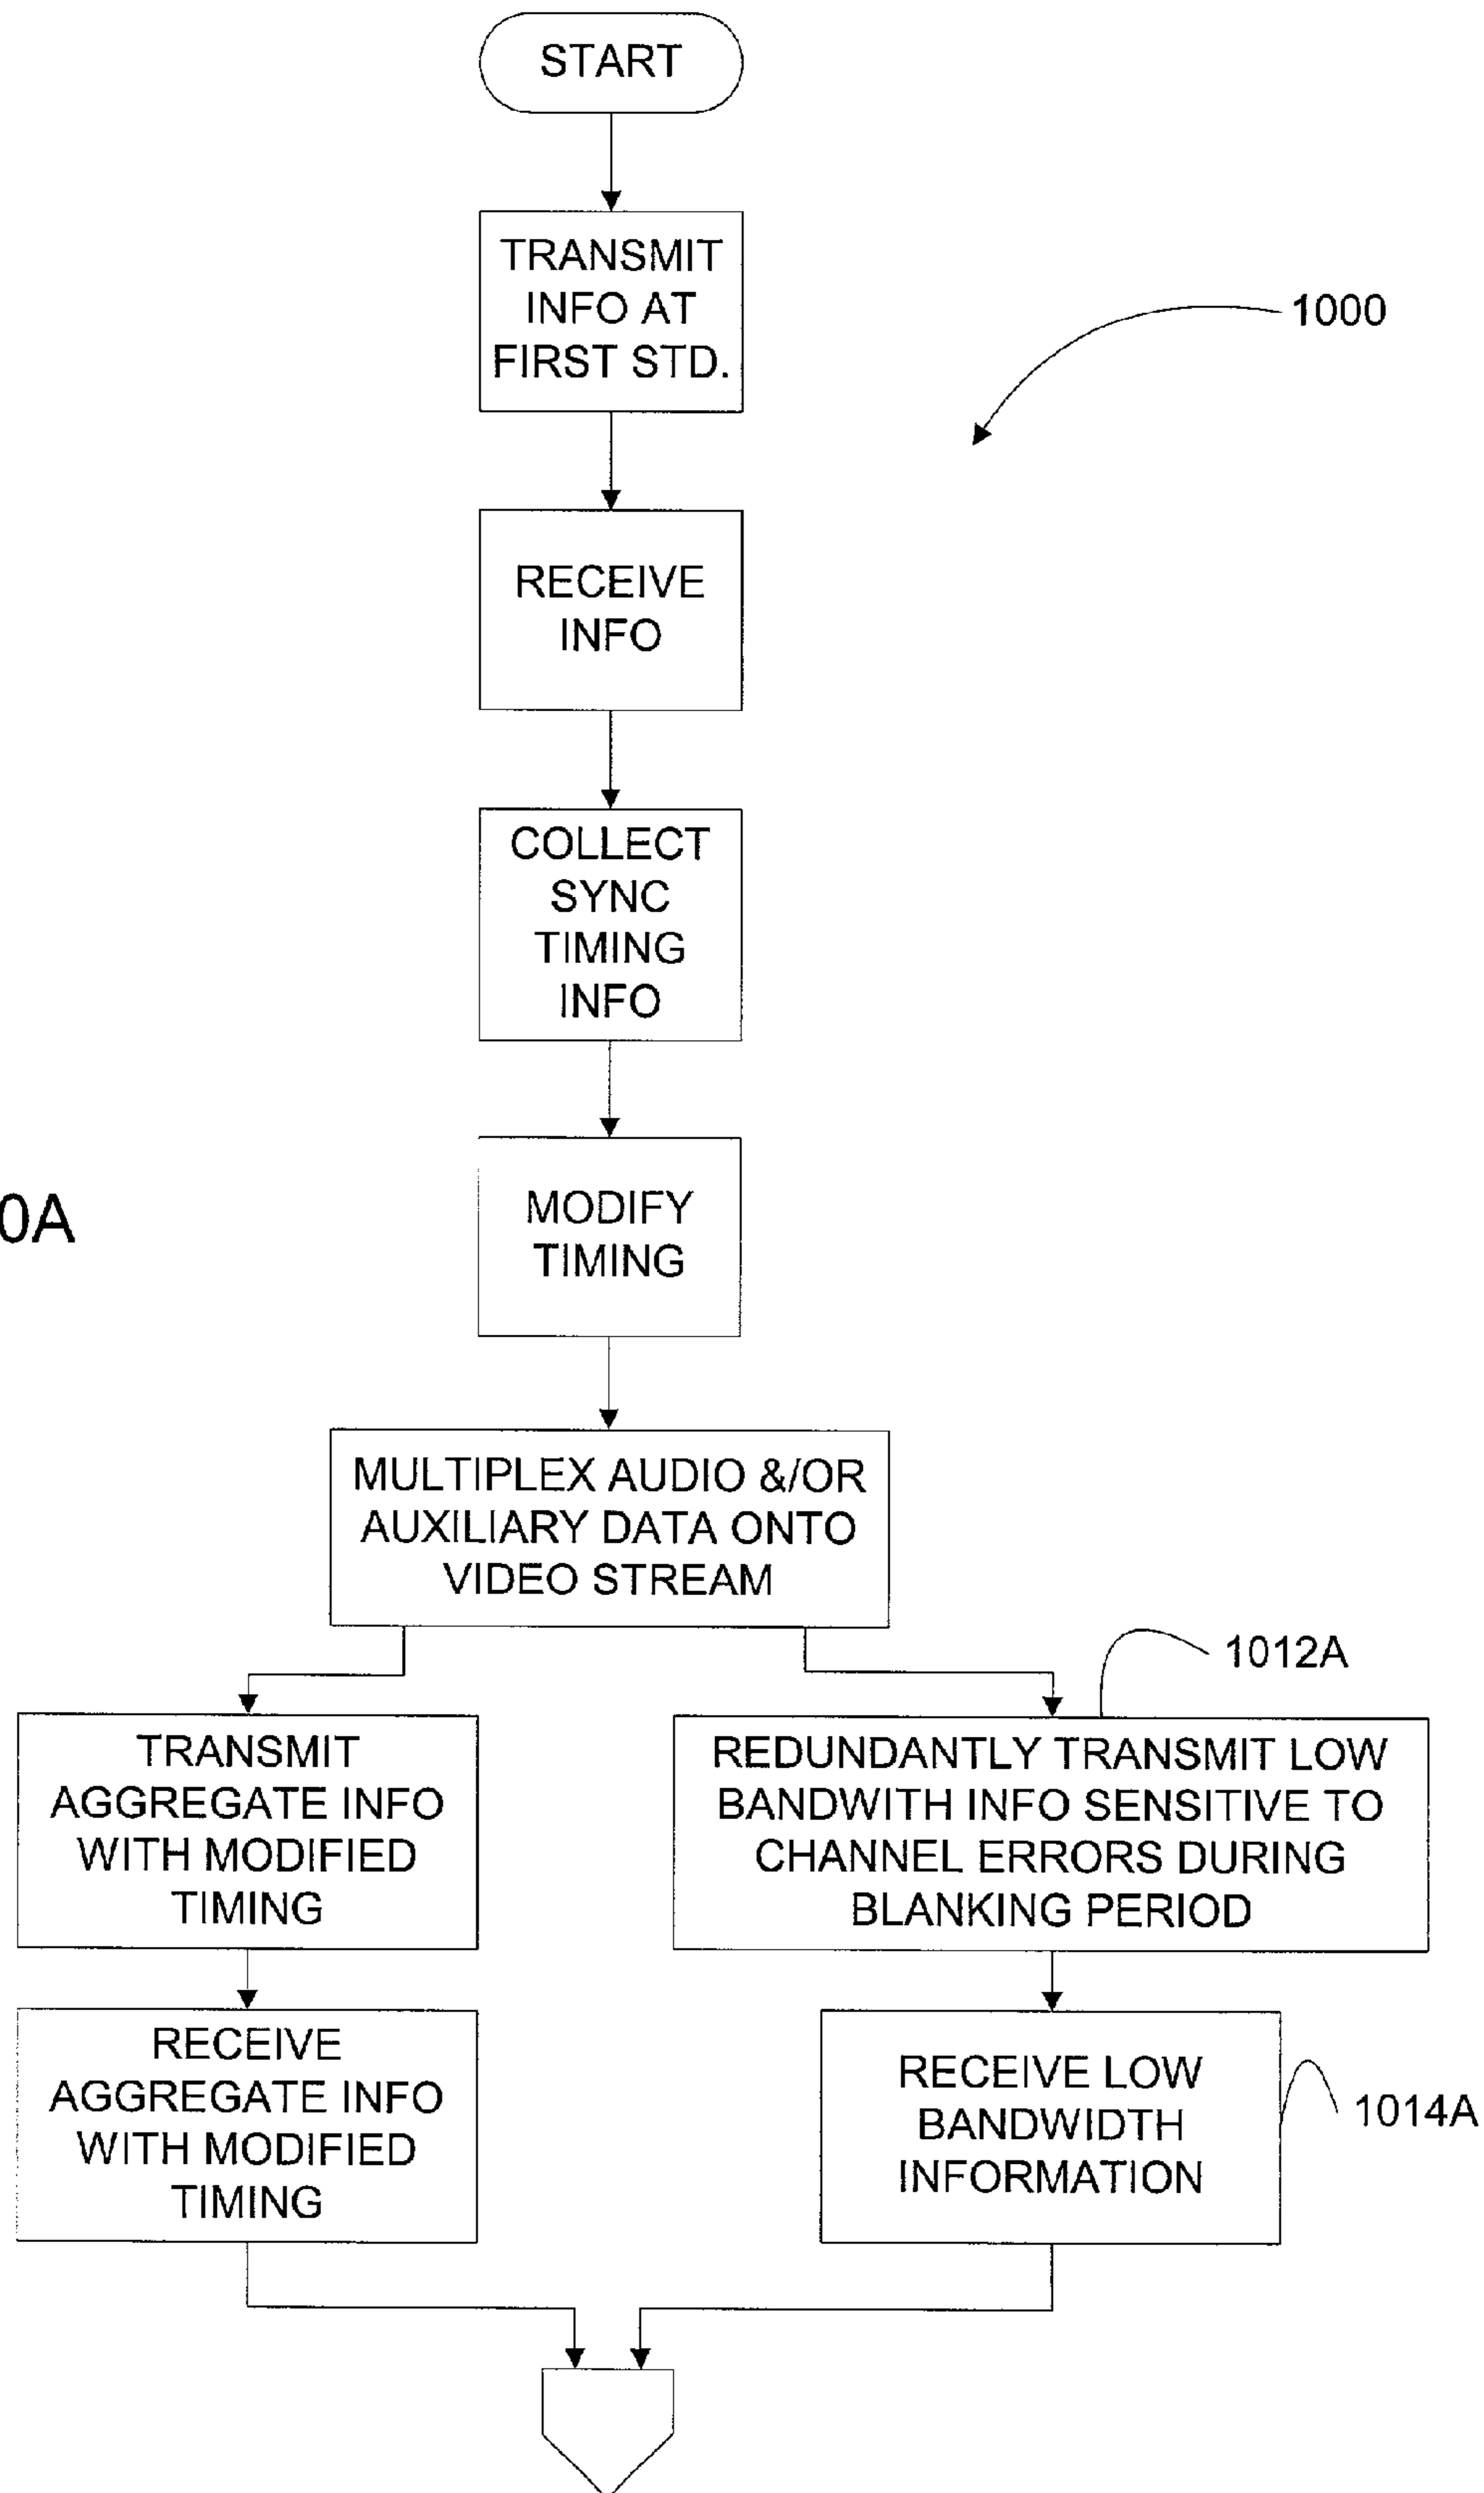 START
TRANSMIT
INFO AT
FIRST STD.
1000
RECEIVE
INFO
COLLECT
SYNC
TIMING
INFO
MODIFY
TIMING
0A
MULTIPLEX AUDIO &/OR
AUXILIARY DATA ONTO
VIDEO STREAM
1012A
TRANSMIT
AGGREGATE INFO
WITH MODIFIED
TIMING
REDUNDANTLY TRANSMIT LOW
BANDWITH INFO SENSITIVE TO
CHANNEL ERRORS DURING
BLANKING PERIOD
RECEIVE
AGGREGATE INFO
WITH MODIFIED
TIMING
RECEIVE LOW
BANDWIDTH
INFORMATION
1014A